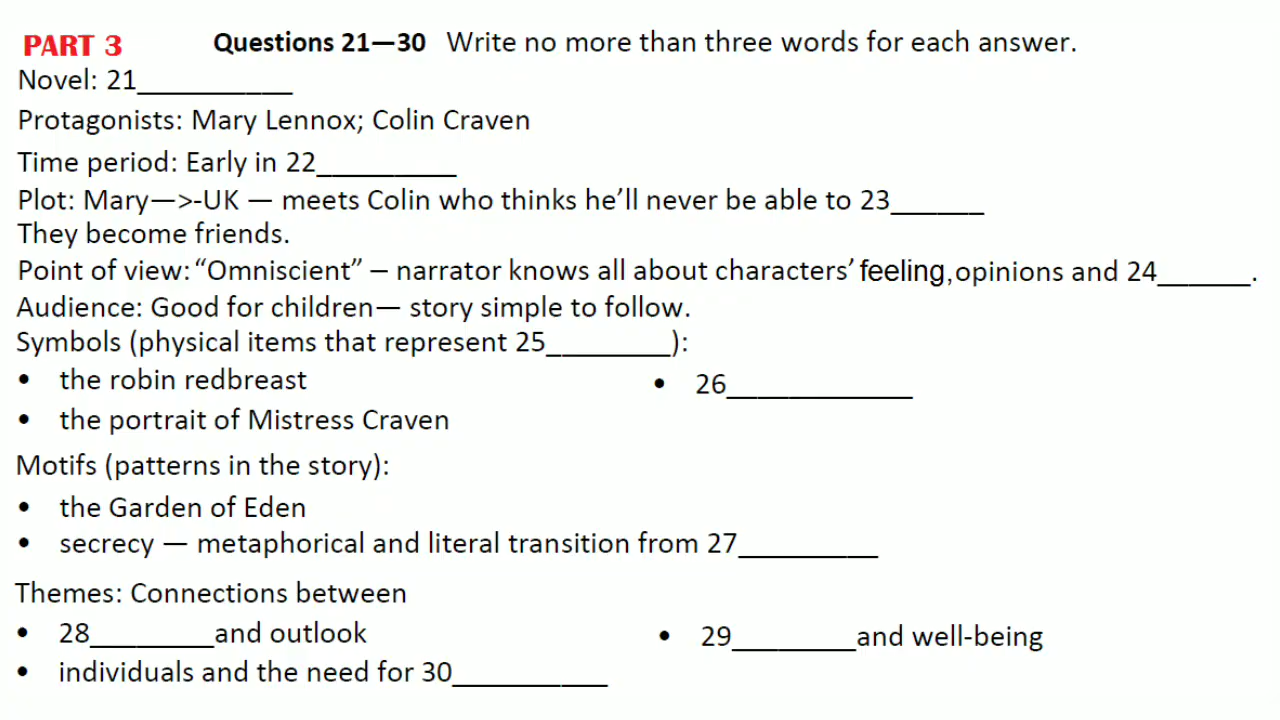 PART 3 Questions 21—30 Write no more than three words for each answer.
Novel: 21__________
Protagonists: Mary Lennox; Colin Craven
Time period: Early in 22_________
Plot: Mary—>-UK — meets Colin who thinks he’ll never be able to 23______
They become friends.
Point of view: “Omniscient” – narrator knows all about characters’ feeling,opinions and 24______.
Audience: Good for children— story simple to follow.
Symbols (physical items that represent 25________):
• the robin redbreast • 26____________
• the portrait of Mistress Craven
Motifs (patterns in the story):
• the Garden of Eden
• secrecy — metaphorical and literal transition from 27_________
Themes: Connections between
• 28________and outlook • 29________and well-being
• individuals and the need for 30__________